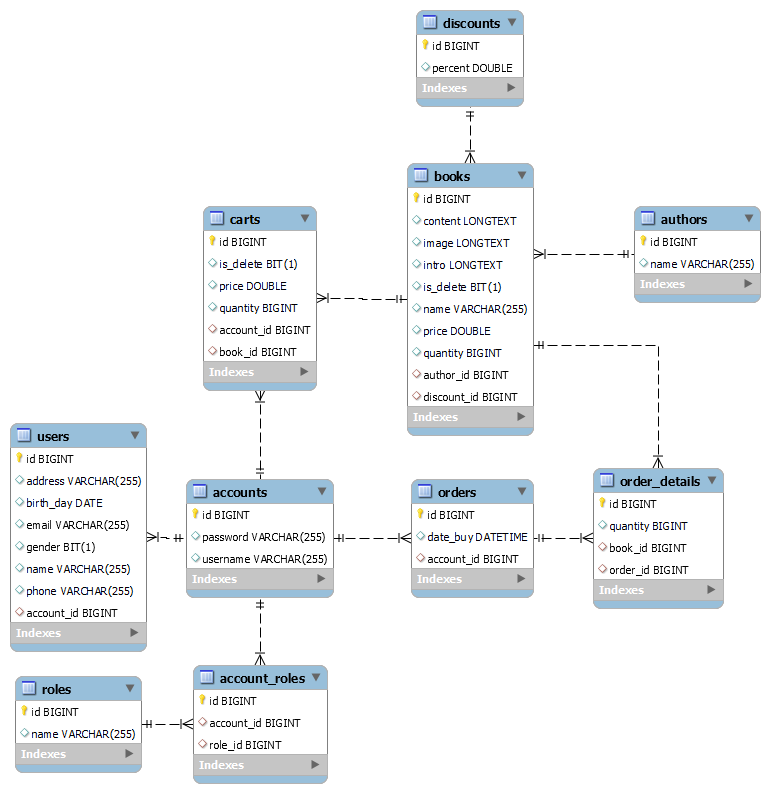 discounts
id BIGINT
percent DOUBLE
Indexes
books
id BIGINT
content LONGTEXT
image LONGTEXT
intro LONGTEXT
is_delete BIT(1)
name VARCHAR(255)
price DOUBLE
quantity BIGINT
author_id BIGINT
discount_id BIGINT
Indexes
carts
id BIGINT
is_delete BIT(1)
price DOUBLE
quantity BIGINT
account_id BIGINT
book_id BIGINT
Indexes
authors
id BIGINT
name VARCHAR(255)
Indexes
users
id BIGINT
address VARCHAR(255)
birth_day DATE
email VARCHAR(255)
gender BIT(1)
name VARCHAR(255)
phone VARCHAR(255)
account_id BIGINT
Indexes
accounts
id BIGINT
password VARCHAR(255)
username VARCHAR(255)
Indexes
orders
id BIGINT
date_buy DATETIME
account_id BIGINT
Indexes
order_details
id BIGINT
quantity BIGINT
book_id BIGINT
order_id BIGINT
Indexes
roles
id BIGINT
name VARCHAR(255)
Indexes
account_roles
id BIGINT
account_id BIGINT
role_id BIGINT
Indexes